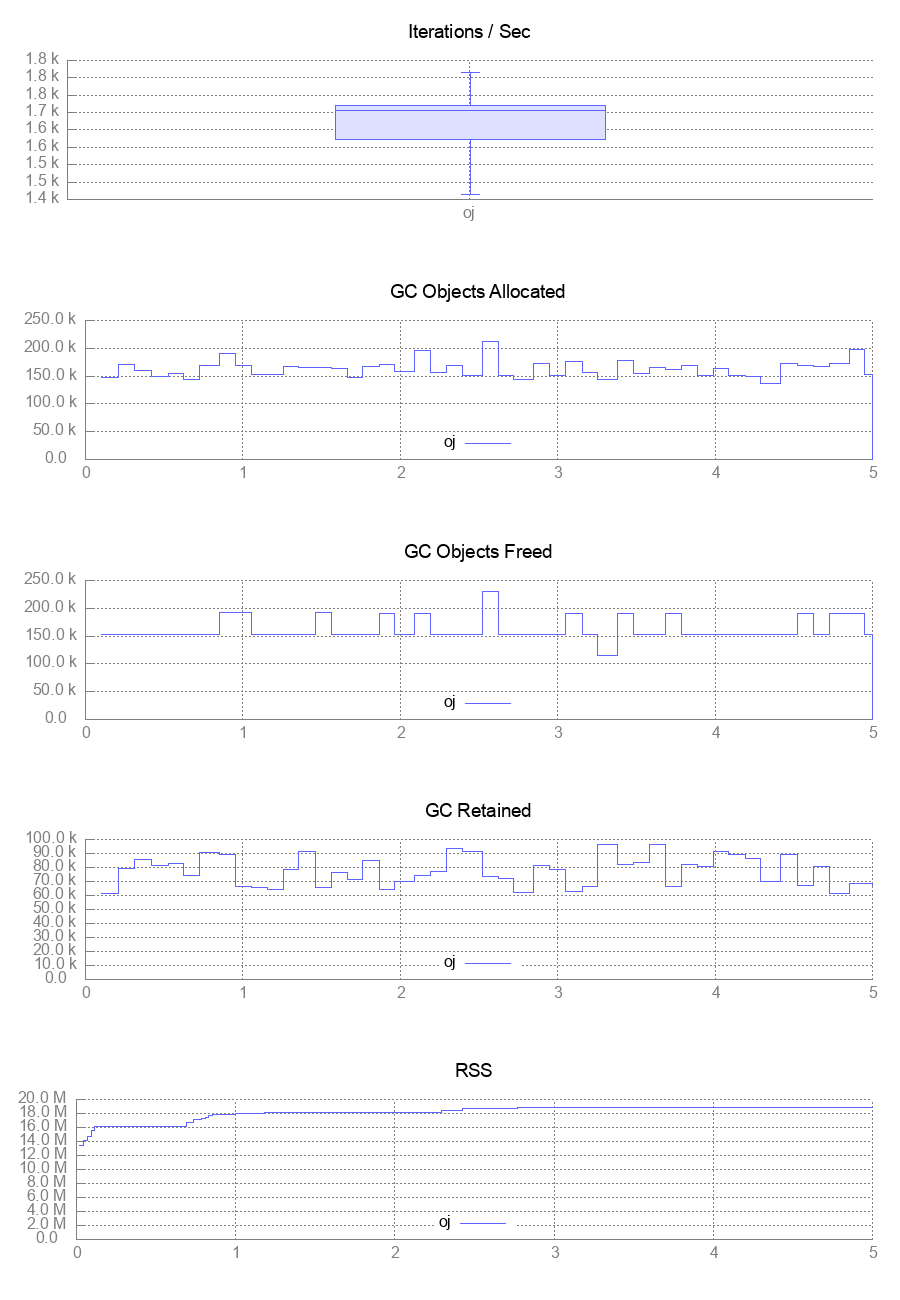 Iterations / Sec
1.8 k
1.8 k
1.8 k
1.7 k
1.6 k
1.6 k
1.5 k
1.5 k
1.4 k
oj
GC Objects Allocated
250.0 k
200.0 k
150.0 k
100.0 k
50.0 k
oj
0.0
0 1 2 3 4 5
GC Objects Freed
250.0 k
200.0 k
150.0 k
100.0 k
50.0 k
oj
0.0
0 1 2 3 4 5
GC Retained
100.0 k
90.0 k
80.0 k
70.0 k
60.0 k
50.0 k
40.0 k
30.0 k
20.0 k
10.0 k oj
0.0
0 1 2 3 4 5
RSS
20.0 M
18.0 M
16.0 M
14.0 M
12.0 M
10.0 M
8.0 M
6.0 M
4.0 M
2.0 M oj
0.0
0 1 2 3 4 5